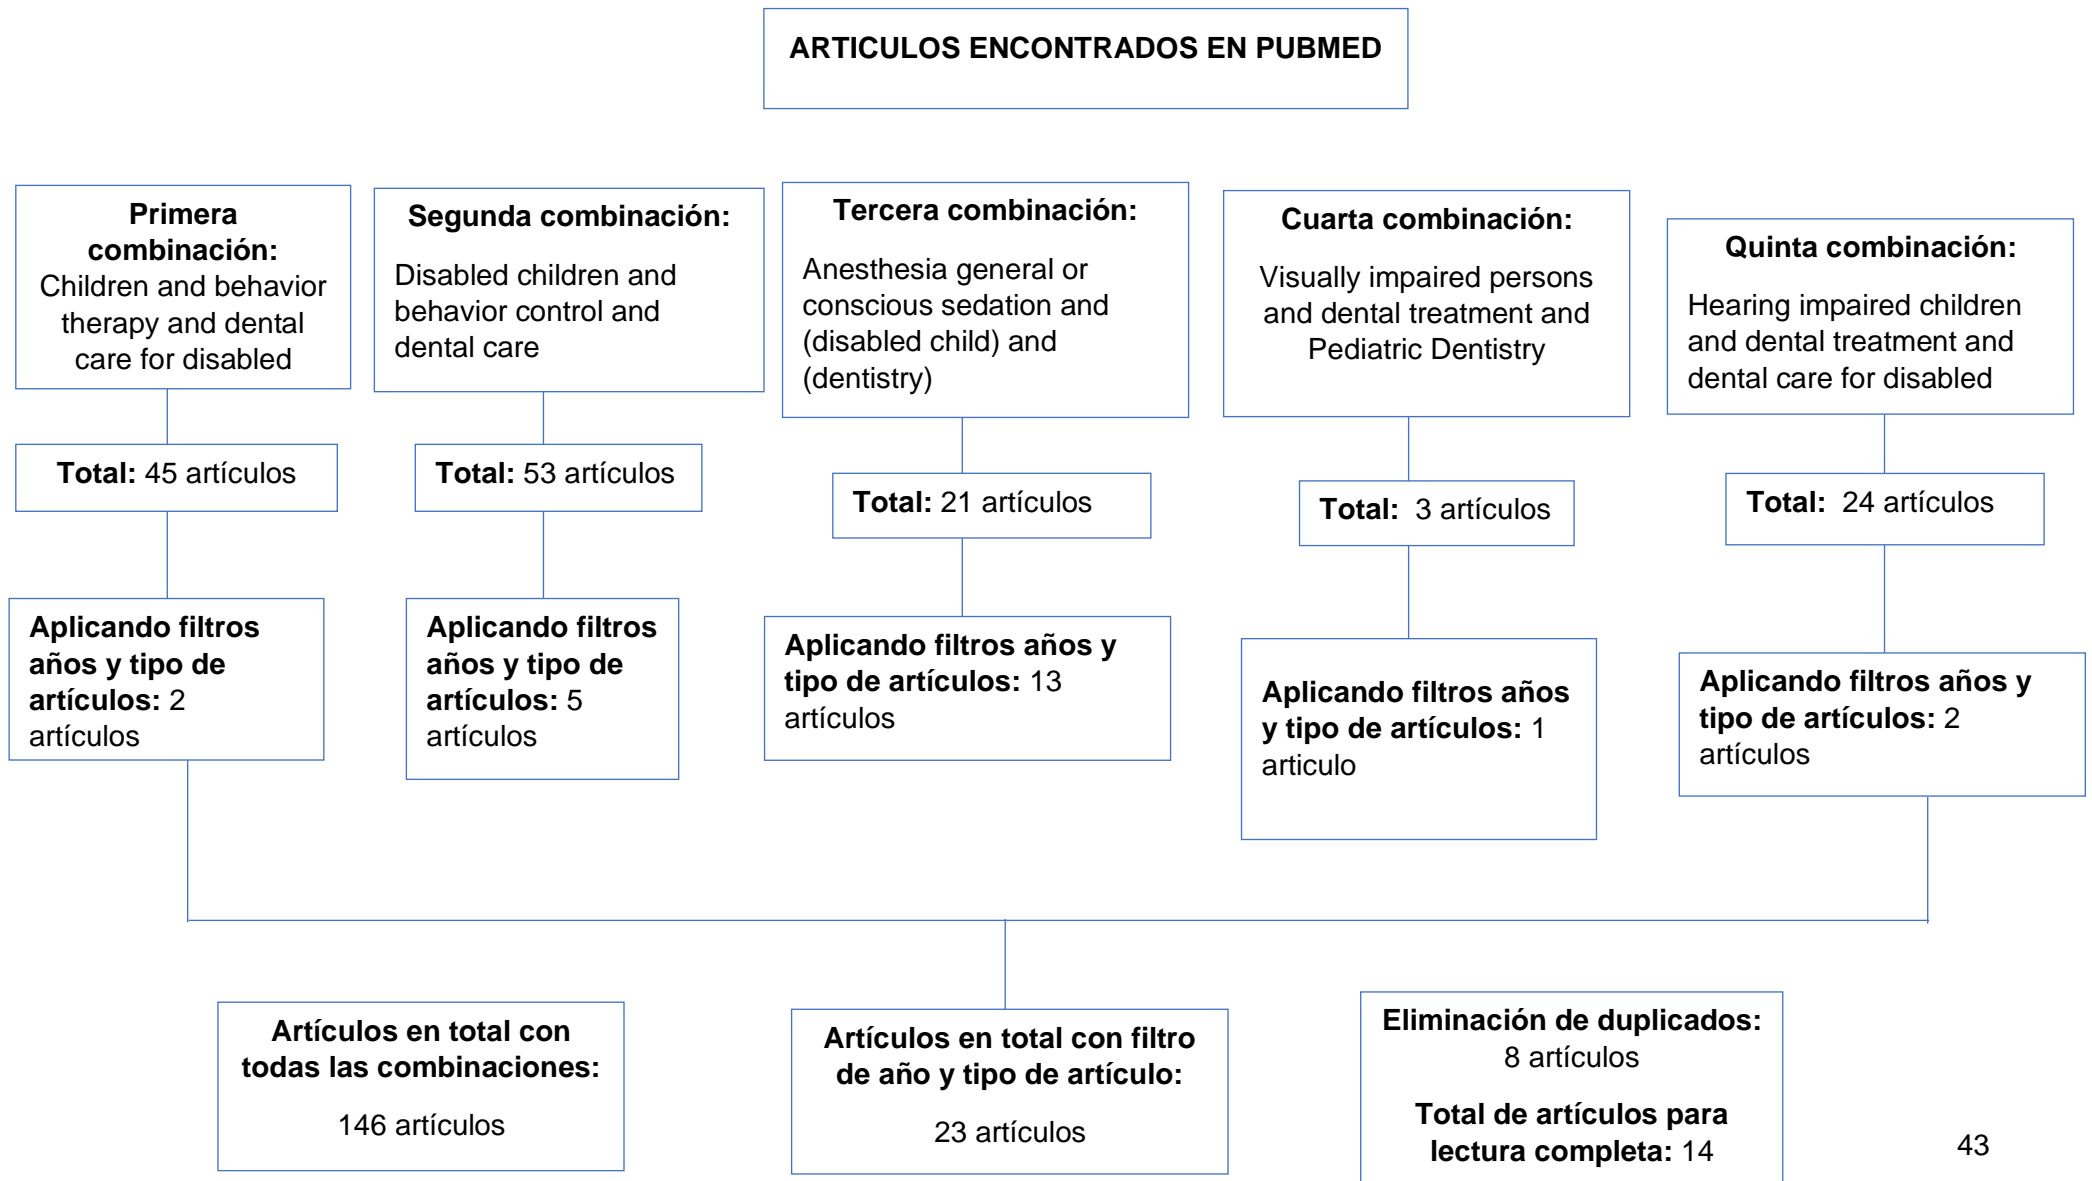 ARTICULOS ENCONTRADOS EN PUBMED
Primera
combinación:
Children and behavior
therapy and dental
care for disabled
Segunda combinación:
Disabled children and
behavior control and
dental care
Tercera combinación:
Anesthesia general or
conscious sedation and
(disabled child) and
(dentistry)
Cuarta combinación:
Visually impaired persons
and dental treatment and
Pediatric Dentistry
Quinta combinación:
Hearing impaired children
and dental treatment and
dental care for disabled
Total: 45 artículos
Total: 53 artículos
Total: 21 artículos
Total: 3 artículos
Total: 24 artículos
Aplicando filtros
años y tipo de
artículos: 2
artículos
Aplicando filtros
años y tipo de
artículos: 5
artículos
Aplicando filtros años y
tipo de artículos: 13
artículos
Aplicando filtros años
y tipo de artículos: 1
articulo
Aplicando filtros años y
tipo de artículos: 2
artículos
Artículos en total con
todas las combinaciones:
146 artículos
Artículos en total con filtro
de año y tipo de artículo:
23 artículos
Eliminación de duplicados:
8 artículos
Total de artículos para
lectura completa: 14
43